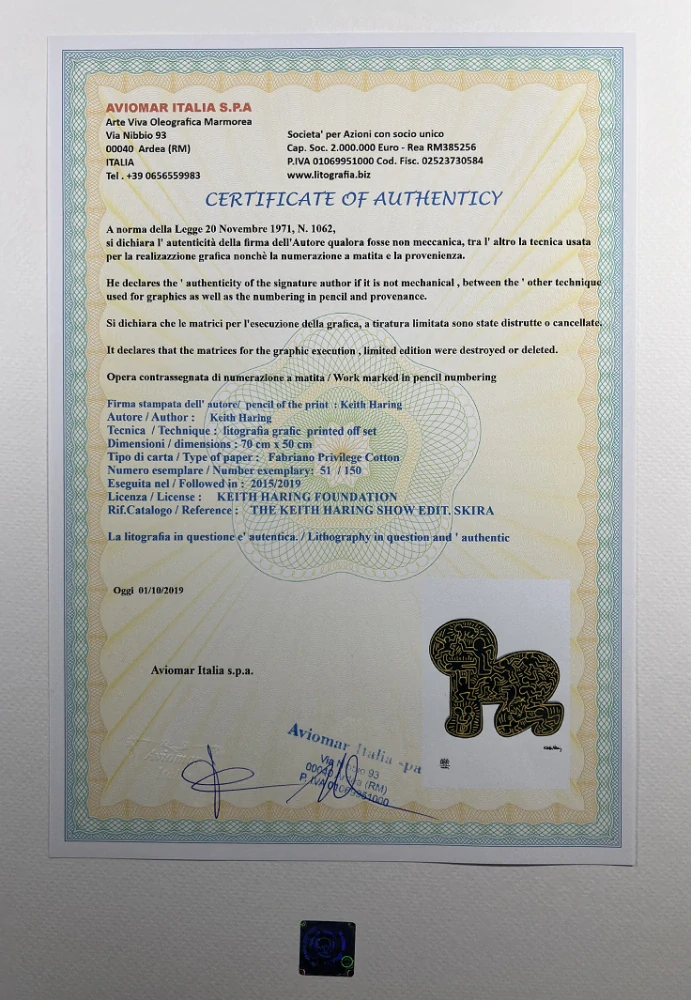 AVIOMAR ITALIA S.P.A
Arte Viva Oleografica Marmorea
Via Nibbio 93
00040 Ardea (RM)
ITALIA
Tel . +39 0656559983
Societa' per Azioni con socio unico
Cap. Soc. 2.000.000 Euro - Rea RM385256
P.IVA 01069951000 Cod. Fisc. 02523730584
www.litografia.biz
CERTIFICATE OF AUTHENTICY
A norma della Legge 20 Novembre 1971, N. 1062,
si dichiara l' autenticità della firma dell'Autore qualora fosse non meccanica, tra l' altro la tecnica usata
per la realizazzione grafica nonchè la numerazione a matita e la provenienza.
He declares the ' authenticity of the signature author if it is not mechanical , between the ' other technique
used for graphics as well as the numbering in pencil and provenance.
Si dichiara che le matrici per l'esecuzione della grafica, a tiratura limitata sono state distrutte o cancellate.
It declares that the matrices for the graphic execution , limited edition were destroyed or deleted.
Opera contrassegnata di numerazione a matita / Work marked in pencil numbering
Firma stampata dell' autore/ pencil of the print : Keith Haring
Autore / Author : Keith Haring
Tecnica / Technique : litografia grafic printed off set
Dimensioni / dimensions : 70 cm x 50 cm
Tipo di carta / Type of paper : Fabriano Privilege Cotton
Numero esemplare / Number exemplary: 51 / 150
Eseguita nel / Followed in : 2015/2019
Licenza / License : KEITH HARING FOUNDATION
Rif.Catalogo / Reference : THE KEITH HARING SHOW EDIT. SKIRA
La litografia in questione e' autentica. / Lithography in question and ' authentic
Oggi 01/10/2019
Aviomar Italia s.p.a.
Aviomar Italia -pa
Via Nibbio 93
00040 Ardea (RM)
P. IVA 01069951000